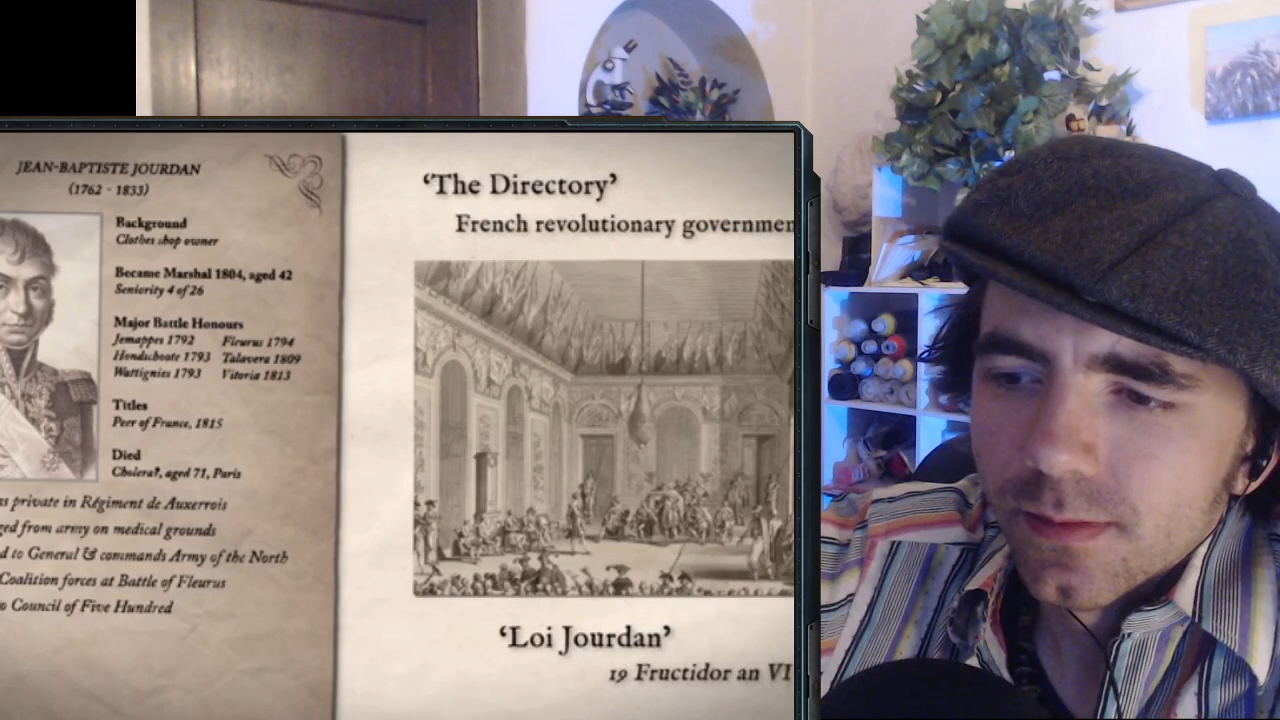 JEAN-BAPTISTE JOURDAN
(1762 - 1833)
Background
Clothes shop owner
Became Marshal 1804, aged 42
Seniority 4 of 26
Major Battle Honours
Jemappes 1792 Fleurus 1794
Hondschoote 1793 Talavera 1809
Wattignies 1793 Vitoria 1813
Titles
Peer of France, 1815
Died
Cholera?, aged 71, Paris
private in Régiment de Auxerrois
from army on medical grounds
to General & commands Army of the North
Coalition forces at Battle of Fleurus
Council of Five Hundred
‘The Directory’
French revolutionary governmen
‘Loi Jourdan’
19 Fructidor an VI